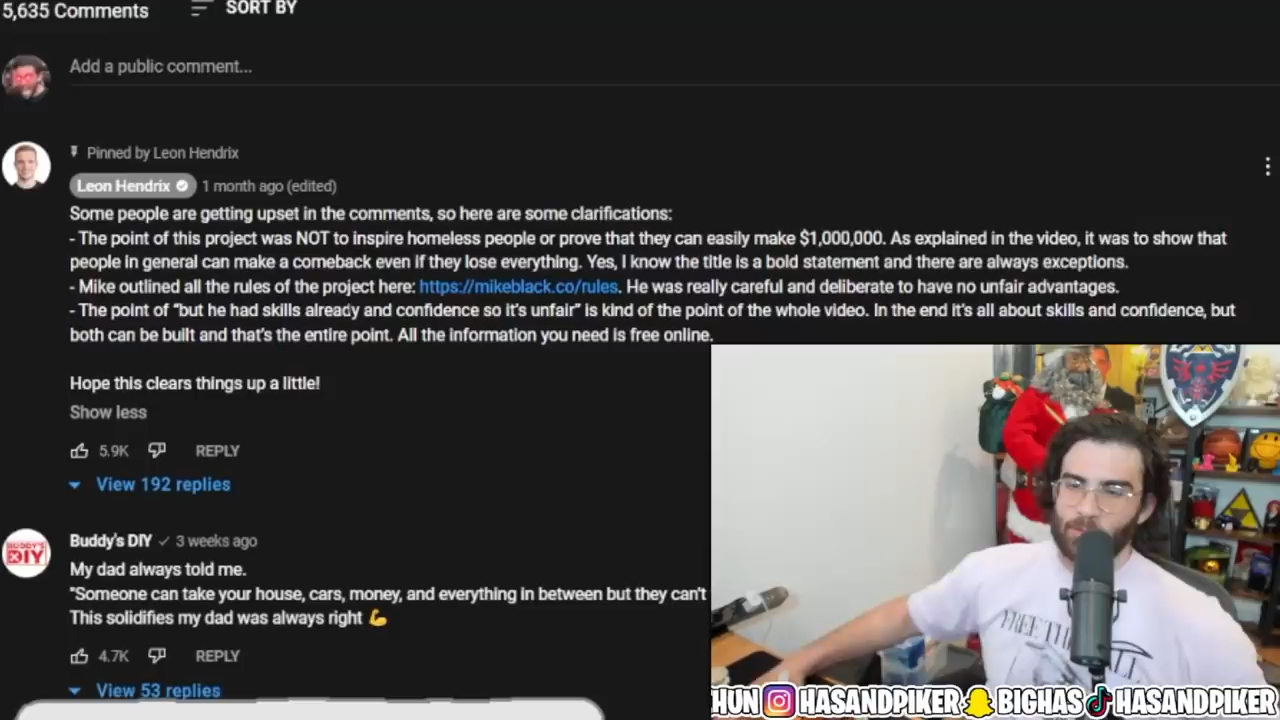 5,635 Comments
SORT BY
Add a public comment...
Pinned by Leon Hendrix
Leon Hendrix
1 month ago (edited)
Some people are getting upset in the comments, so here are some clarifications:
- The point of this project was NOT to inspire homeless people or prove that they can easily make $1,000,000. As explained in the video, it was to show that
people in general can make a comeback even if they lose everything. Yes, I know the title is a bold statement and there are always exceptions.
- Mike outlined all the rules of the project here: https://mikeblack.co/rules. He was really careful and deliberate to have no unfair advantages.
- The point of “but he had skills already and confidence so it's unfair” is kind of the point of the whole video. In the end it's all about skills and confidence, but
both can be built and that's the entire point. All the information you need is free online.
Hope this clears things up a little!
Show less
5.9K REPLY
View 192 replies
BUDDY'S
DIY
Buddy's DIY
3 weeks ago
My dad always told me.
"Someone can take your house, cars, money, and everything in between but they can't
This solidifies my dad was always right 💪
4.7K REPLY
View 53 replies
FREE
HUN HASANDPIKER BIGHAS HASANDPIKER